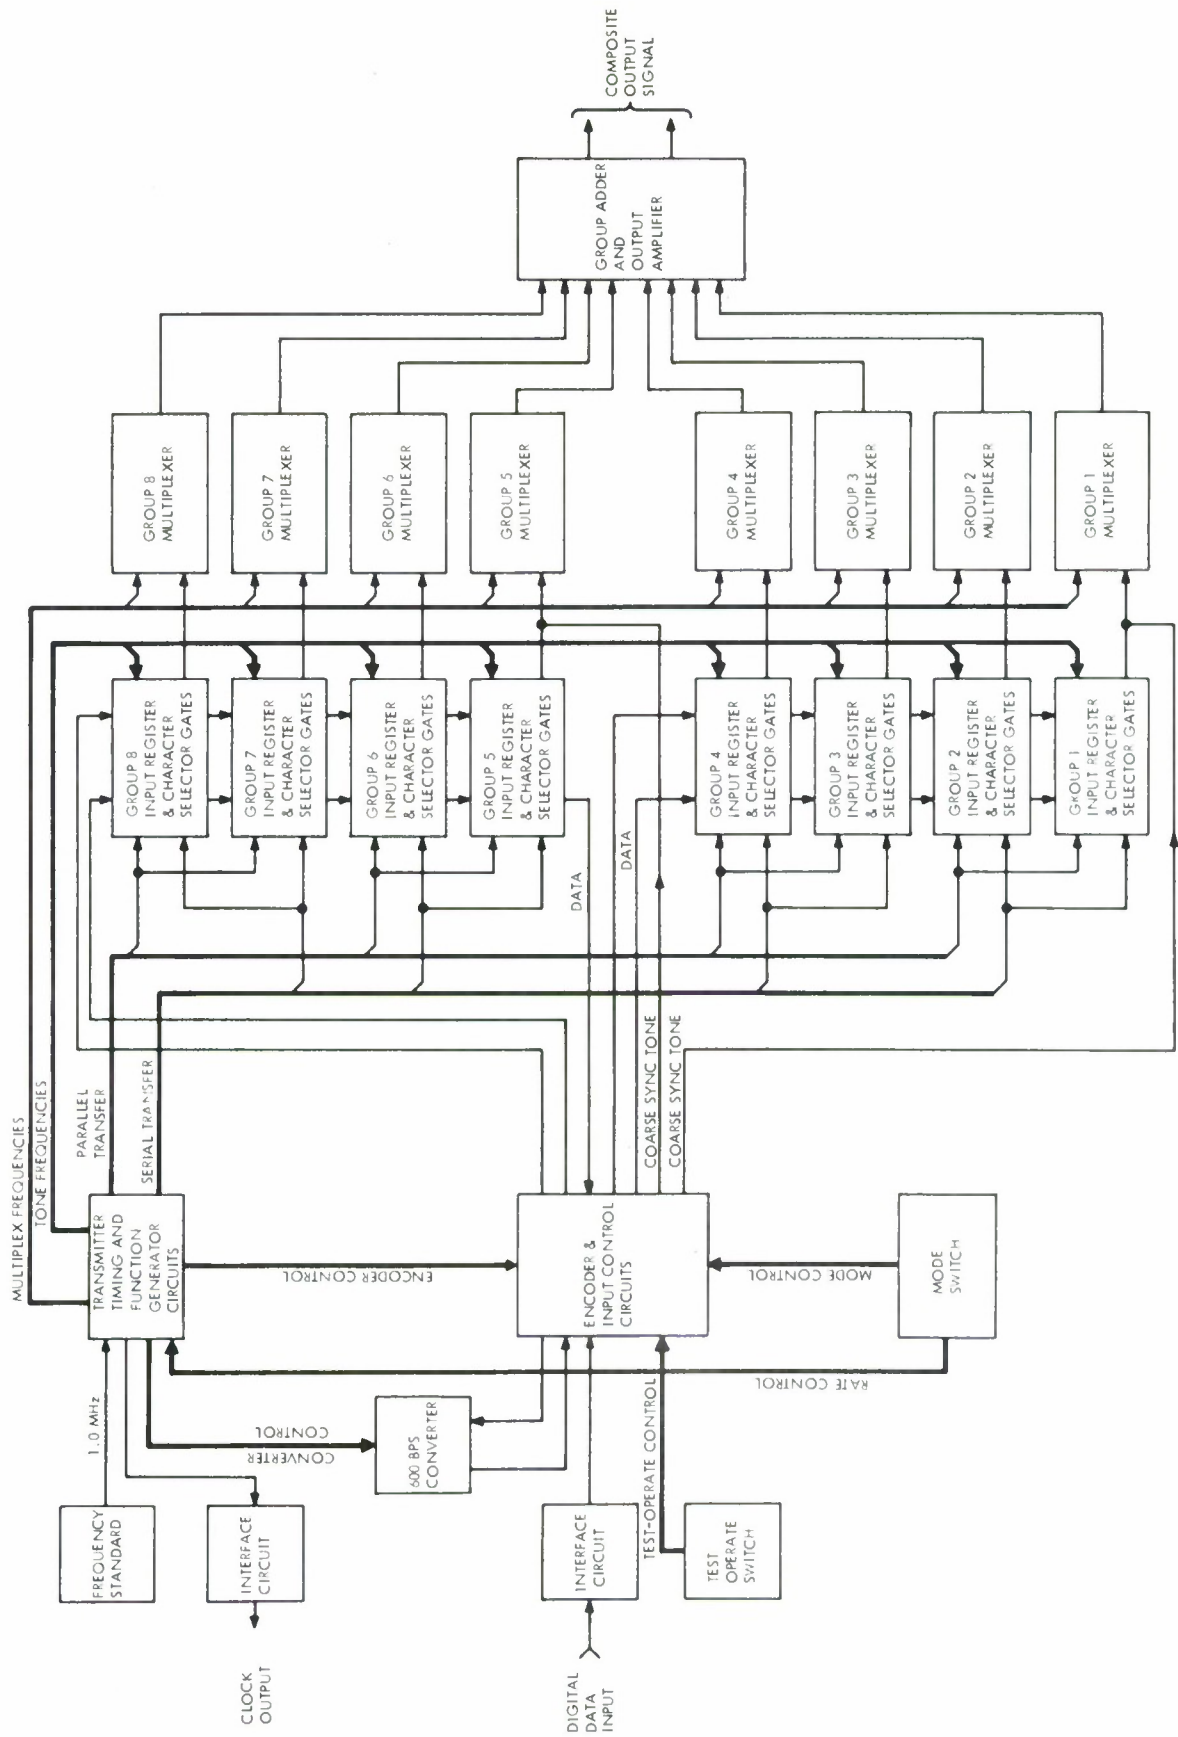 MULTIPLEX FREQUENCIES
TONE FREQUENCIES
PARALLEL
TRANSFER
SERIAL TRANSFER
FREQUENCY
STANDARD
1.0 MHz
TRANSMITTER
TIMING AND
FUNCTION
GENERATOR
CIRCUITS
CLOCK
OUTPUT
INTERFACE
CIRCUIT
CONVERTER
CONTROL
600 BPS
CONVERTER
ENCODER CONTROL
DIGITAL
DATA
INPUT
INTERFACE
CIRCUIT
ENCODER &
INPUT CONTROL
CIRCUITS
TEST-OPERATE CONTROL
TEST
OPERATE
SWITCH
RATE CONTROL
MODE CONTROL
MODE
SWITCH
DATA
DATA
COARSE SYNC TONE
COARSE SYNC TONE
GROUP 8
INPUT REGISTER
& CHARACTER
SELECTOR GATES
GROUP 7
INPUT REGISTER
& CHARACTER
SELECTOR GATES
GROUP 6
INPUT REGISTER
& CHARACTER
SELECTOR GATES
GROUP 5
INPUT REGISTER
& CHARACTER
SELECTOR GATES
GROUP 4
INPUT REGISTER
& CHARACTER
SELECTOR GATES
GROUP 3
INPUT REGISTER
& CHARACTER
SELECTOR GATES
GROUP 2
INPUT REGISTER
& CHARACTER
SELECTOR GATES
GROUP 1
INPUT REGISTER
& CHARACTER
SELECTOR GATES
GROUP 8
MULTIPLEXER
GROUP 7
MULTIPLEXER
GROUP 6
MULTIPLEXER
GROUP 5
MULTIPLEXER
GROUP 4
MULTIPLEXER
GROUP 3
MULTIPLEXER
GROUP 2
MULTIPLEXER
GROUP 1
MULTIPLEXER
GROUP ADDER
AND
OUTPUT
AMPLIFIER
COMPOSITE
OUTPUT
SIGNAL